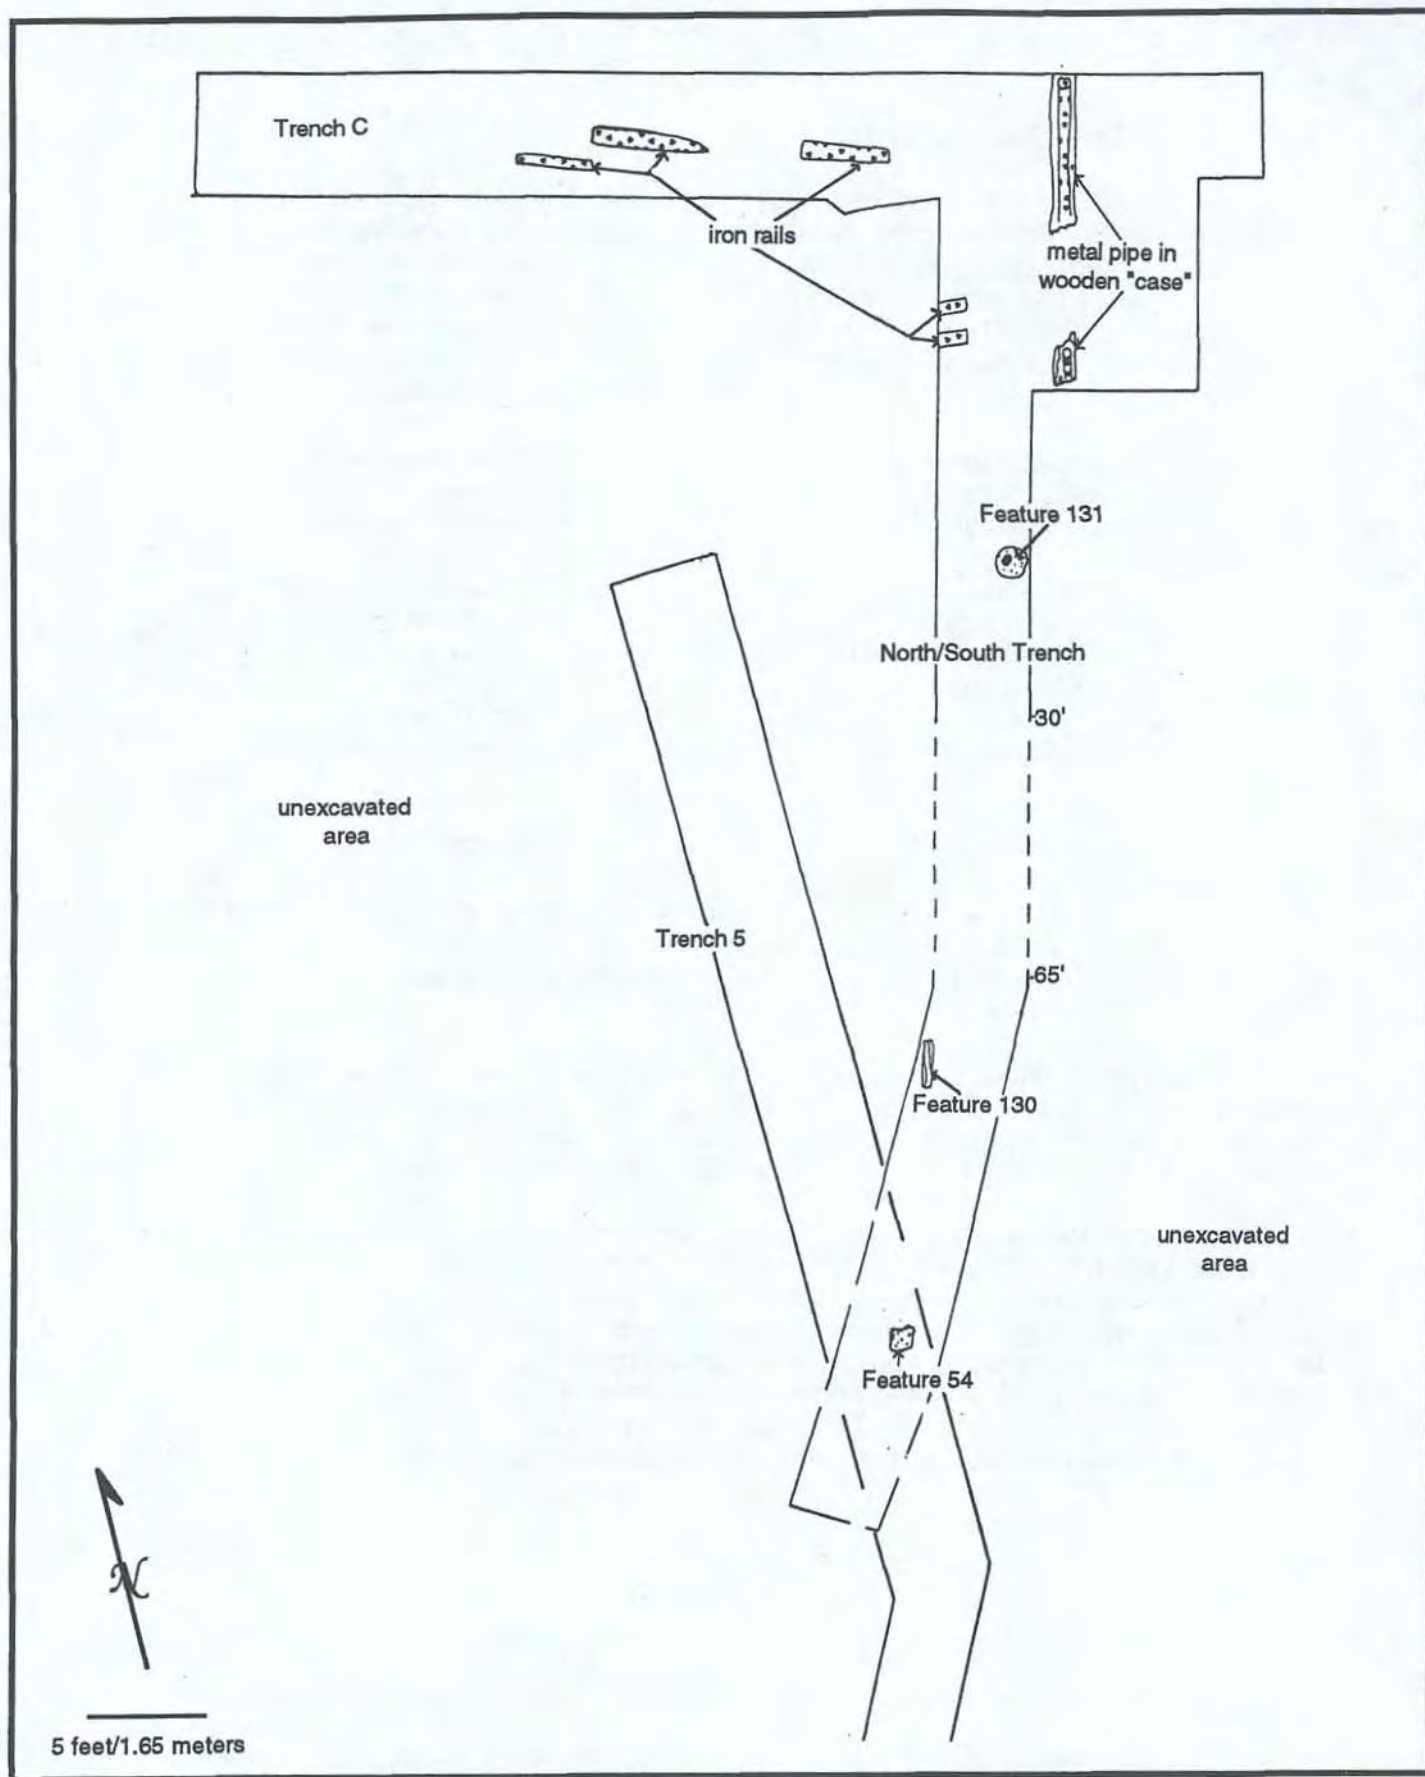 Trench C
iron rails
metal pipe in
wooden "case"
Feature 131
North/South Trench
30'
unexcavated
area
Trench 5
65'
Feature 130
unexcavated
area
Feature 54
N
5 feet/1.65 meters